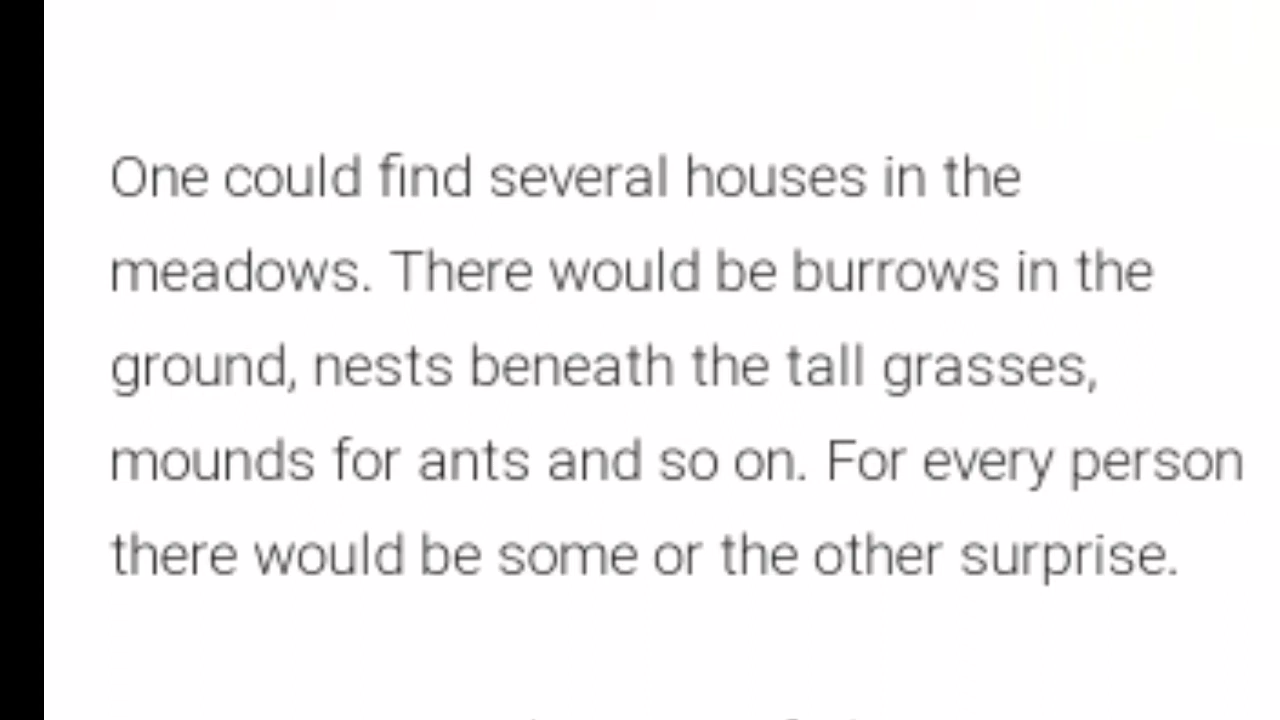 One could find several houses in the
meadows. There would be burrows in the
ground, nests beneath the tall grasses,
mounds for ants and so on. For every person
there would be some or the other surprise.